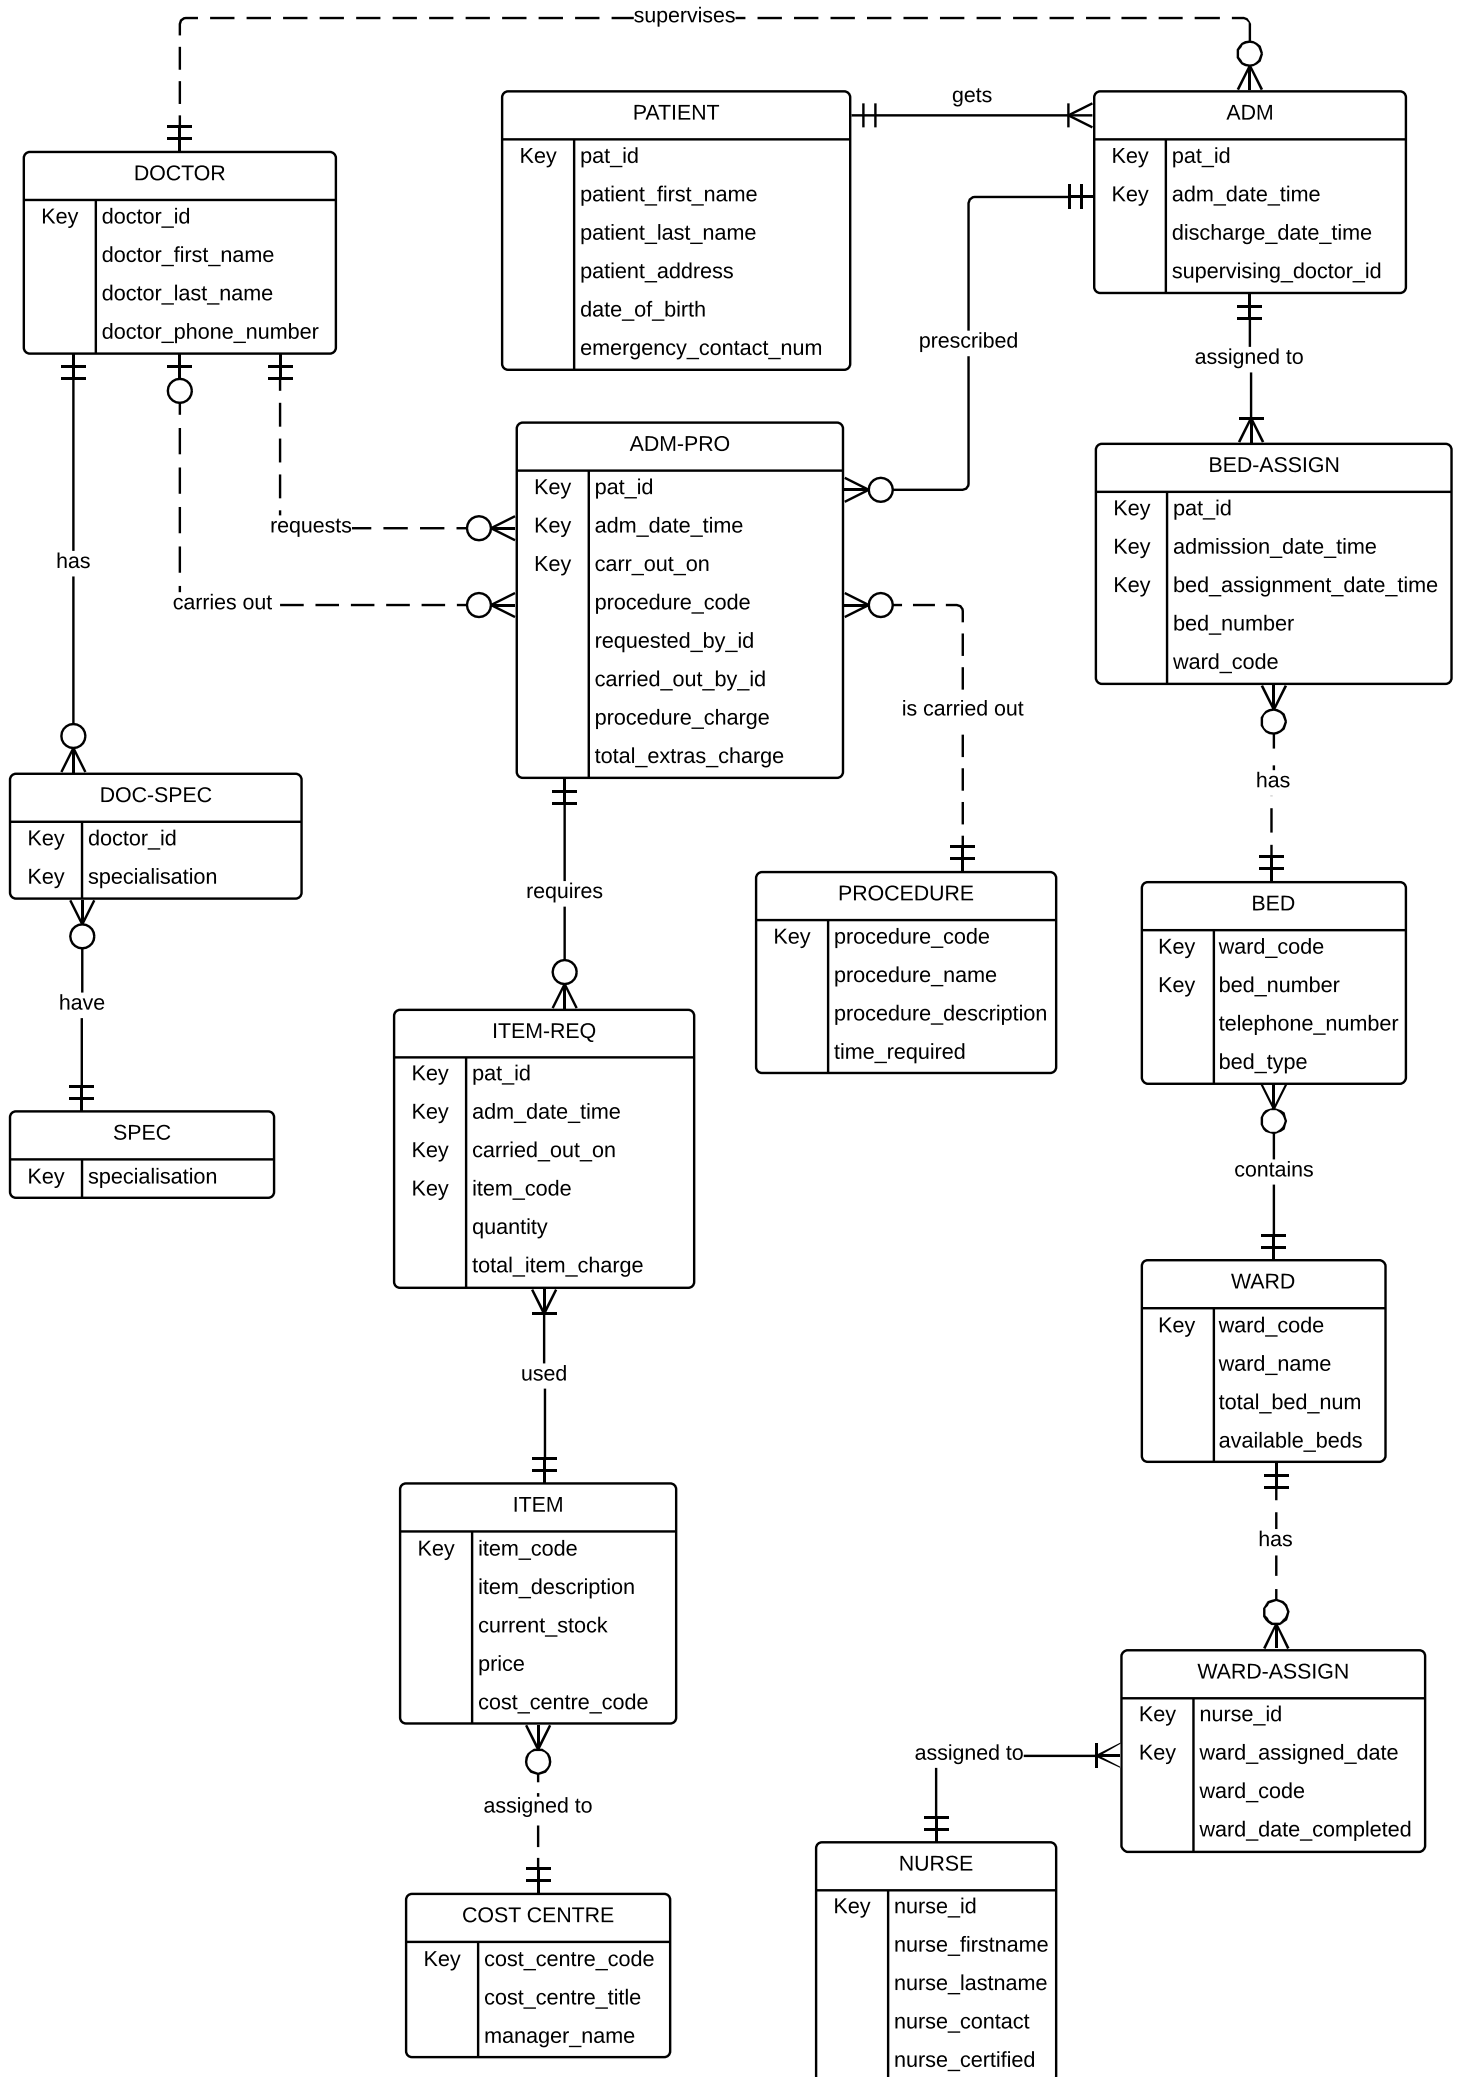 supervises
PATIENT
Key pat_id
patient_first_name
patient_last_name
patient_address
date_of_birth
emergency_contact_num
gets
ADM
Key pat_id
Key adm_date_time
discharge_date_time
supervising_doctor_id
DOCTOR
Key doctor_id
doctor_first_name
doctor_last_name
doctor_phone_number
prescribed
assigned to
ADM-PRO
Key pat_id
Key adm_date_time
Key carr_out_on
procedure_code
requested_by_id
carried_out_by_id
procedure_charge
total_extras_charge
BED-ASSIGN
Key pat_id
Key admission_date_time
Key bed_assignment_date_time
bed_number
ward_code
requests
has
carries out
is carried out
has
DOC-SPEC
Key doctor_id
Key specialisation
requires
PROCEDURE
Key procedure_code
procedure_name
procedure_description
time_required
BED
Key ward_code
Key bed_number
telephone_number
bed_type
have
ITEM-REQ
Key pat_id
Key adm_date_time
Key carried_out_on
Key item_code
quantity
total_item_charge
SPEC
Key specialisation
contains
WARD
Key ward_code
ward_name
total_bed_num
available_beds
used
ITEM
Key item_code
item_description
current_stock
price
cost_centre_code
has
WARD-ASSIGN
Key nurse_id
Key ward_assigned_date
ward_code
ward_date_completed
assigned to
assigned to
NURSE
Key nurse_id
nurse_firstname
nurse_lastname
nurse_contact
nurse_certified
COST CENTRE
Key cost_centre_code
cost_centre_title
manager_name